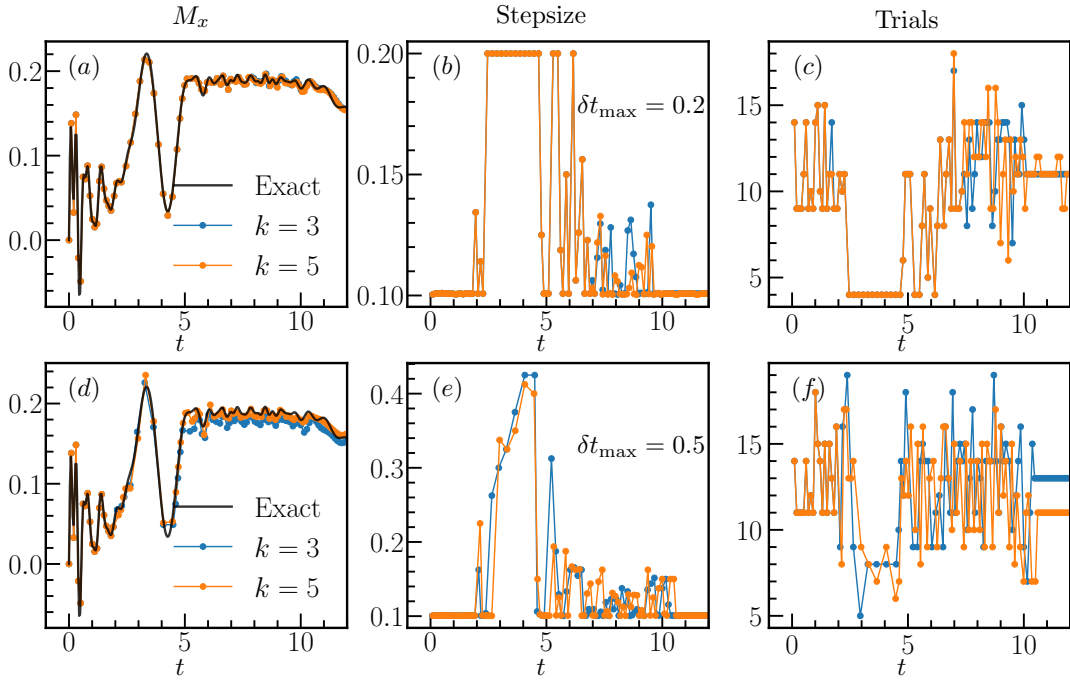 M_x
Stepsize
Trials
(a)
0.2
0.1
0.0
Exact
k = 3
k = 5
0
5
10
t
(b)
δt_max = 0.2
0.20
0.15
0.10
0
5
10
t
(c)
15
10
5
0
5
10
t
(d)
0.2
0.1
0.0
Exact
k = 3
k = 5
0
5
10
t
(e)
δt_max = 0.5
0.4
0.3
0.2
0.1
0
5
10
t
(f)
15
10
5
0
5
10
t